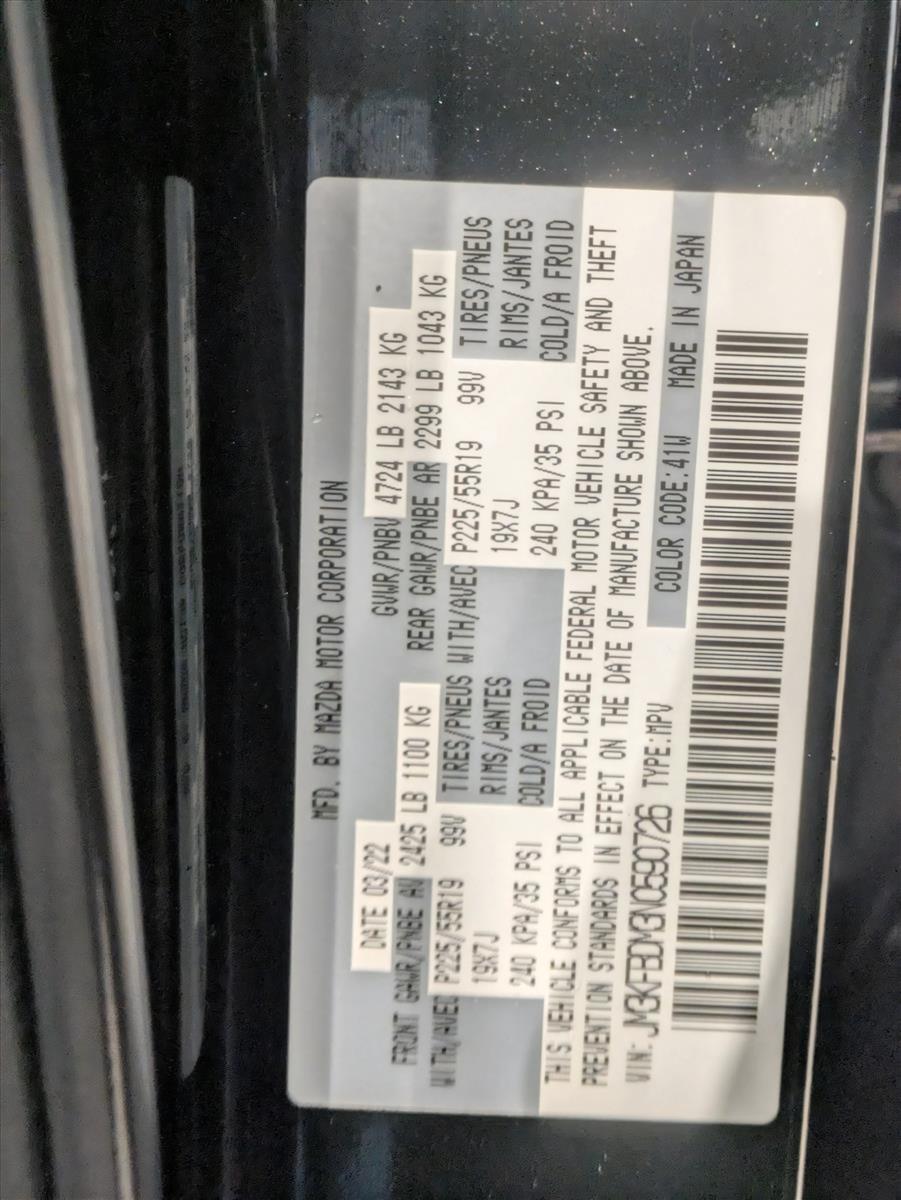 MFD. BY MAZDA MOTOR CORPORATION
DATE 03/22 GVWR/PNBV 4724 LB 2143 KG
FRONT GAWR/PNBE AV 2425 LB 1100 KG REAR GAWR/PNBE AR 2299 LB 1043 KG
WITH/AVEC P225/55R19 99V TIRES/PNEUS WITH/AVEC P225/55R19 99V TIRES/PNEUS
19X7J RIMS/JANTES 19X7J RIMS/JANTES
240 KPA/35 PSI COLD/A FROID 240 KPA/35 PSI COLD/A FROID
THIS VEHICLE CONFORMS TO ALL APPLICABLE FEDERAL MOTOR VEHICLE SAFETY AND THEFT
PREVENTION STANDARDS IN EFFECT ON THE DATE OF MANUFACTURE SHOWN ABOVE.
VIN: JM3KFBDM3N0590726 TYPE:MPV COLOR CODE:41W MADE IN JAPAN